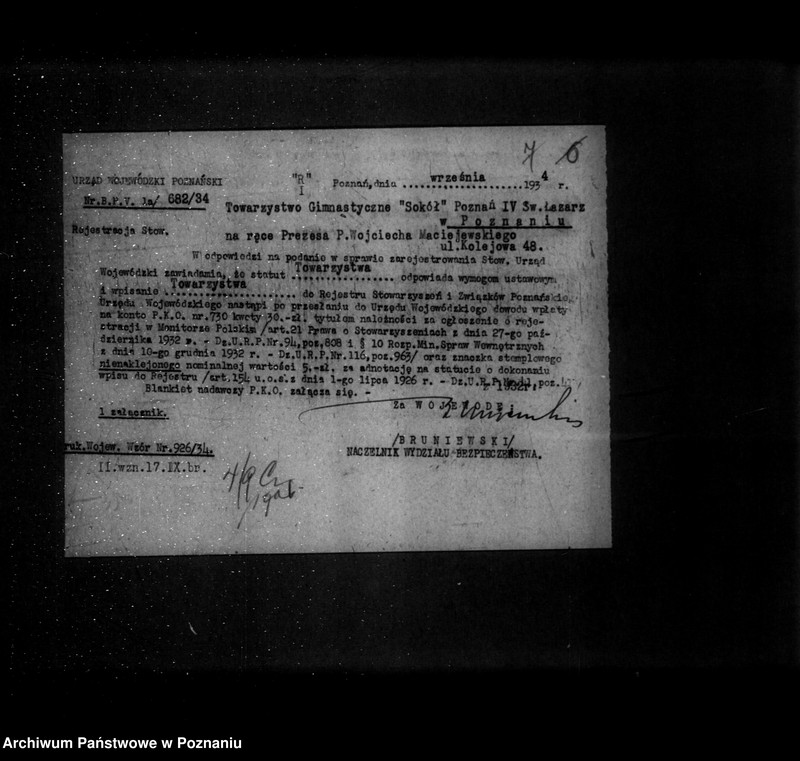 7 6
URZĄD WOJEWÓDZKI POZNAŃSKI
"R"
I
Poznań, dnia ... września ... 1934 r.
Nr.B.P.V. Ia/ 682/34
Towarzystwo Gimnastyczne "Sokół" Poznań IV Św.Łazarz
w Poznaniu
Rejestracja Stow.
na ręce Prezesa P.Wojciecha Maciejewskiego
ul.Kolejowa 48.
W odpowiedzi na podanie w sprawie zarejestrowania Stow. Urząd
Wojewódzki zawiadamia, że statut Towarzystwa odpowiada wymogom ustawowym
i wpisanie Towarzystwa do Rejestru Stowarzyszeń i Związków Poznańskie.
Urzędu Wojewódzkiego nastąpi po przesłaniu do Urzędu Wojewódzkiego dowodu wpłaty
na konto P.K.O. nr.730 kwoty 30.-zł. tytułem należności za ogłoszenie o reje-
stracji w Monitorze Polskim /art.21 Prawa o Stowarzyszeniach z dnia 27-go paź-
dziernika 1932 r. - Dz.U.R.P.Nr.94,poz.808 i § 10 Rozp.Min.Spraw Wewnętrznych
z dnia 10-go grudnia 1932 r. - Dz.U.R.P.Nr.116,poz.963/ oraz znaczka stemplowego
nienaklejonego nominalnej wartości 5.-zł. za adnotację na statucie o dokonaniu
wpisu do Rejestru /art.154 u.o.s. z dnia 1-go lipca 1926 r. - Dz.U.R.P. 1932r, poz.
Blankiet nadawczy P.K.O. załącza się. -
1 załącznik.
Za WOJEWODĘ
/BRUNIEWSKI/
NACZELNIK WYDZIAŁU BEZPIECZEŃSTWA.
ruk.Wojew. Wzór Nr.926/34.
II.wzn.17.IX.br.
4/9
Archiwum Państwowe w Poznaniu